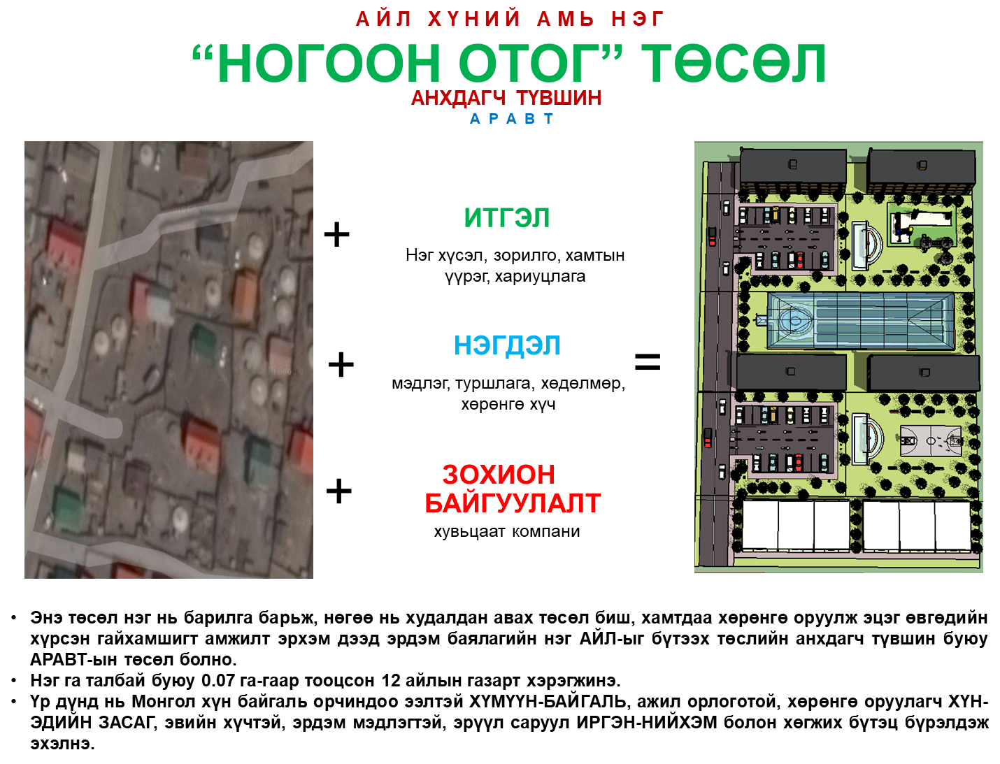 АЙЛ ХҮНИЙ АМЬ НЭГ
“НОГООН ОТОГ” ТӨСӨЛ
АНХДАГЧ ТҮВШИН
АРАВТ
+
ИТГЭЛ
Нэг хүсэл, зорилго, хамтын
үүрэг, хариуцлага
+
НЭГДЭЛ
=
мэдлэг, туршлага, хөдөлмөр,
хөрөнгө хүч
+
ЗОХИОН
БАЙГУУЛАЛТ
хувьцаат компани
• Энэ төсөл нэг нь барилга барьж, нөгөө нь худалдан авах төсөл биш, хамтдаа хөрөнгө оруулж эцэг өвгөдийн
хүрсэн гайхамшигт амжилт эрхэм дээд эрдэм баялагийн нэг АЙЛ-ыг бүтээх төслийн анхдагч түвшин буюу
АРАВТ-ын төсөл болно.
• Нэг га талбай буюу 0.07 га-гаар тооцсон 12 айлын газарт хэрэгжинэ.
• Үр дүнд нь Монгол хүн байгаль орчиндоо ээлтэй ХҮМҮҮН-БАЙГАЛЬ, ажил орлоготой, хөрөнгө оруулагч ХҮН-
ЭДИЙН ЗАСАГ, эвийн хүчтэй, эрдэм мэдлэгтэй, эрүүл саруул ИРГЭН-НИЙХЭМ болон хөгжих бүтэц бүрэлдэж
эхэлнэ.